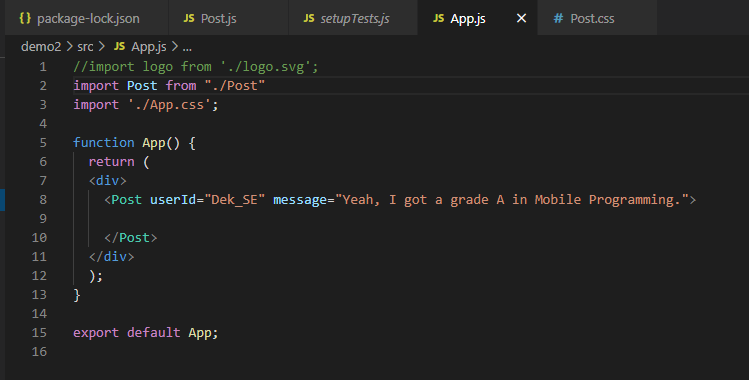 {} package-lock.json JS Post.js JS setupTests.js JS App.js × # Post.css
demo2 > src > JS App.js > ...
1 //import logo from './logo.svg';
2 import Post from "./Post"
3 import './App.css';
4
5 function App() {
6 return (
7 <div>
8 <Post userId="Dek_SE" message="Yeah, I got a grade A in Mobile Programming.">
9
10 </Post>
11 </div>
12 );
13 }
14
15 export default App;
16